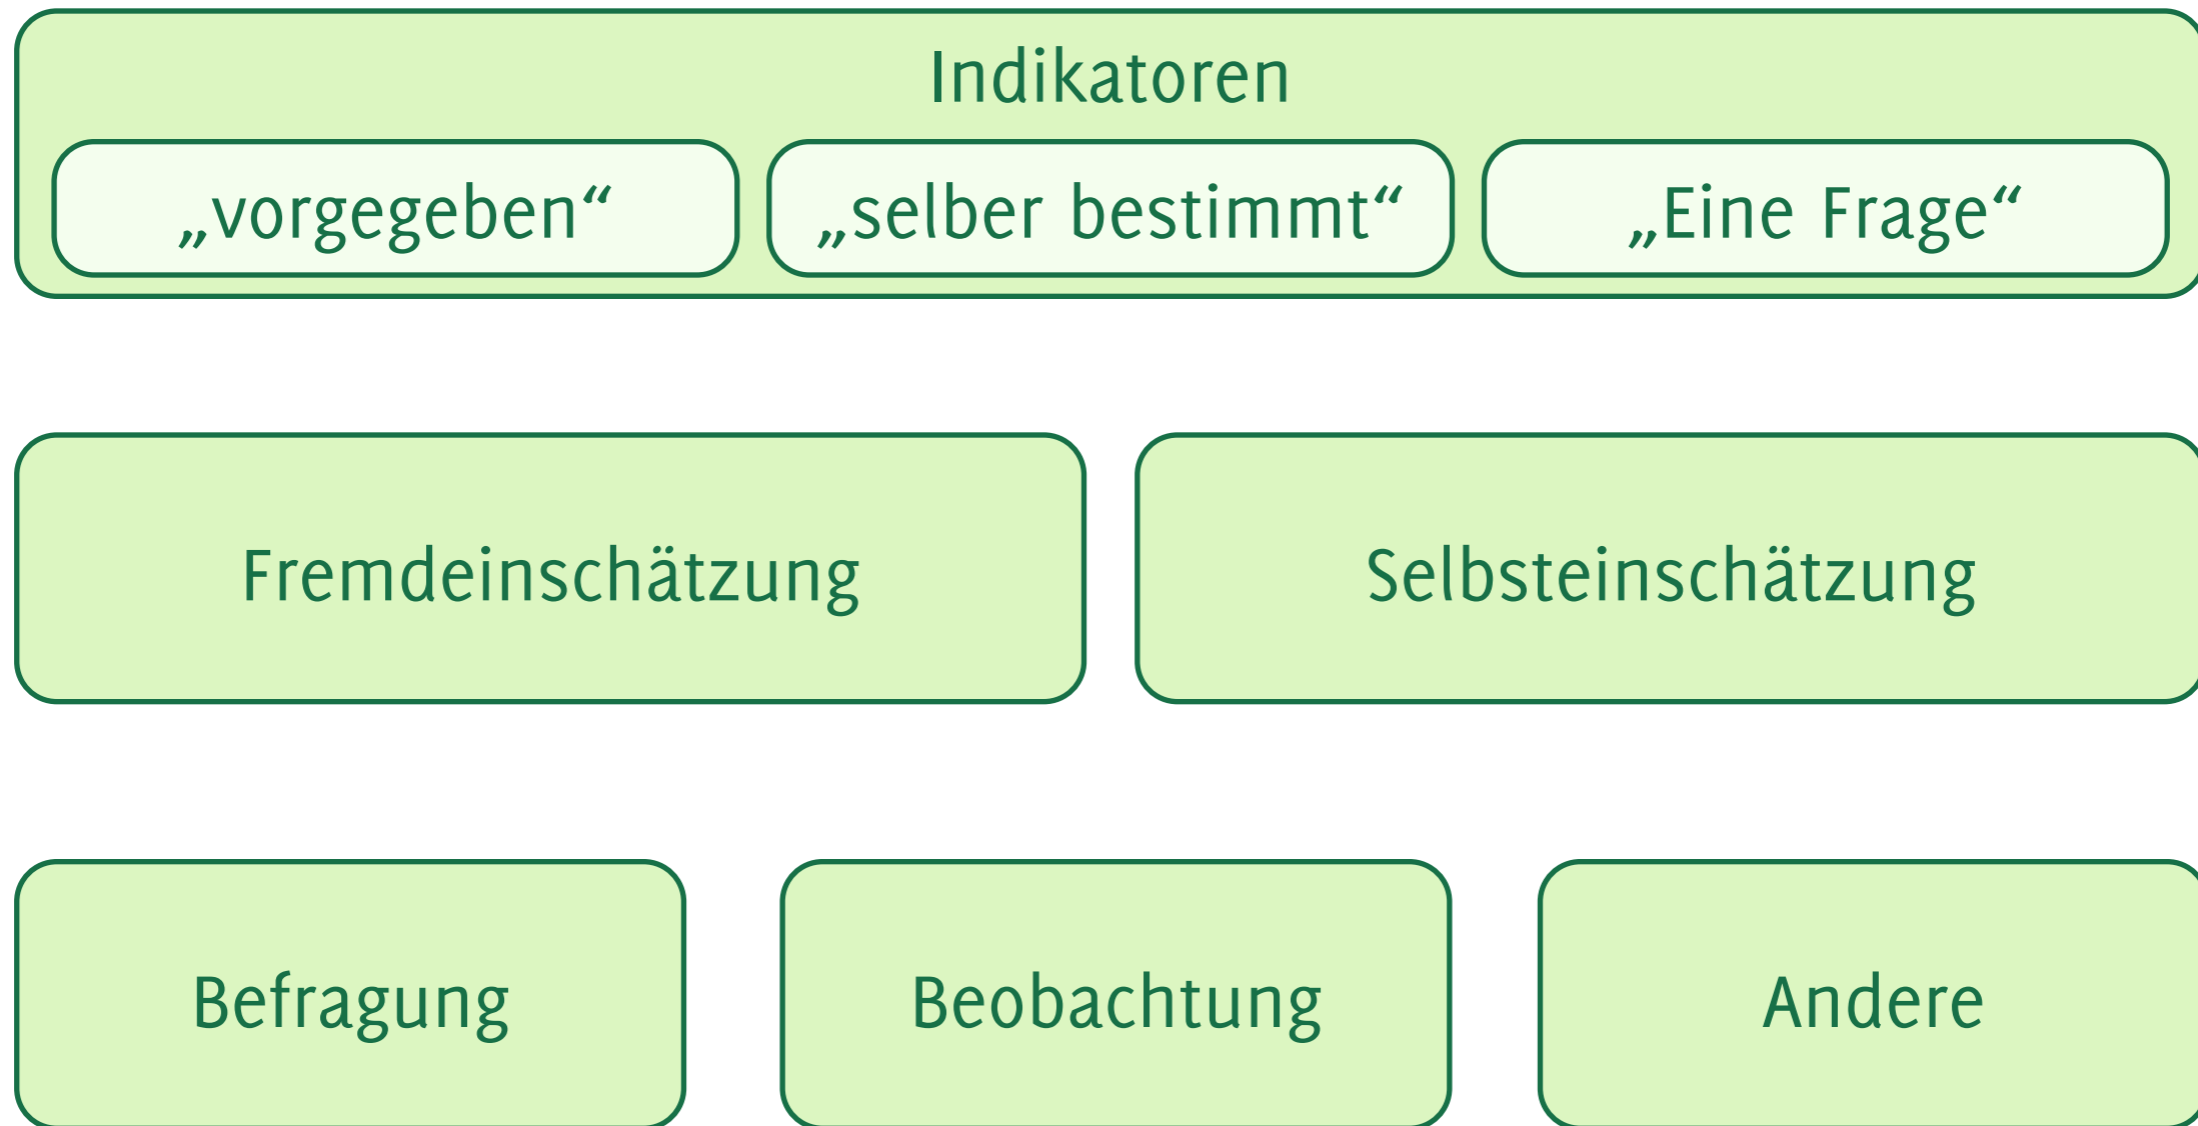 Indikatoren
„vorgegeben“ „selber bestimmt“ „Eine Frage“
Fremdeinschätzung Selbsteinschätzung
Befragung Beobachtung Andere